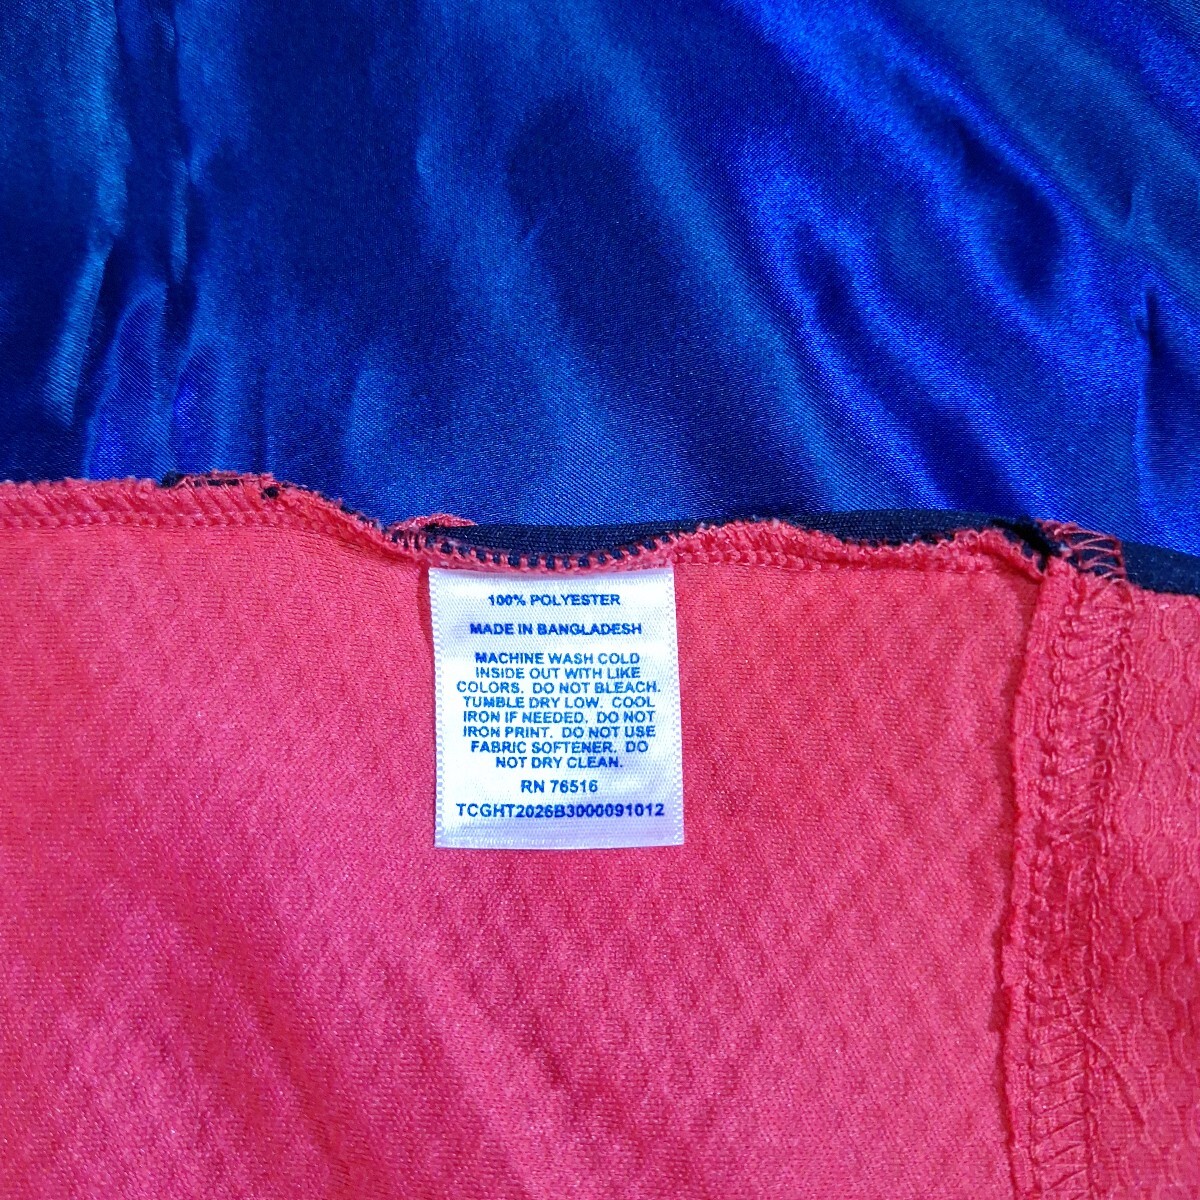 100% POLYESTER
MADE IN BANGLADESH
MACHINE WASH COLD
INSIDE OUT WITH LIKE
COLORS. DO NOT BLEACH.
TUMBLE DRY LOW. COOL
IRON IF NEEDED. DO NOT
IRON PRINT. DO NOT USE
FABRIC SOFTENER. DO
NOT DRY CLEAN.
RN 76516
TCGHT2026B3000091012